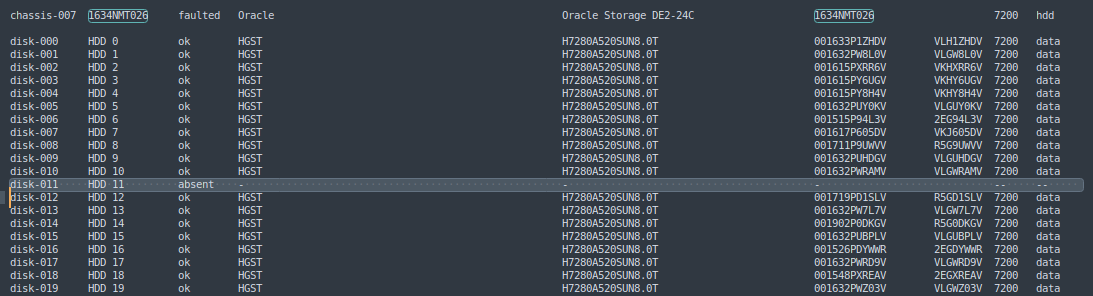 chassis-007 1634NMT026 faulted Oracle Oracle Storage DE2-24C 1634NMT026 7200 hdd
disk-000 HDD 0 ok HGST H7280A520SUN8.0T 001633P1ZHDV VLH1ZHDV 7200 data
disk-001 HDD 1 ok HGST H7280A520SUN8.0T 001632PW8L0V VLGW8L0V 7200 data
disk-002 HDD 2 ok HGST H7280A520SUN8.0T 001615PXRR6V VKHXRR6V 7200 data
disk-003 HDD 3 ok HGST H7280A520SUN8.0T 001615PY6UGV VKHY6UGV 7200 data
disk-004 HDD 4 ok HGST H7280A520SUN8.0T 001615PY8H4V VKHY8H4V 7200 data
disk-005 HDD 5 ok HGST H7280A520SUN8.0T 001632PUY0KV VLGUY0KV 7200 data
disk-006 HDD 6 ok HGST H7280A520SUN8.0T 001515P94L3V 2EG94L3V 7200 data
disk-007 HDD 7 ok HGST H7280A520SUN8.0T 001617P605DV VKJ605DV 7200 data
disk-008 HDD 8 ok HGST H7280A520SUN8.0T 001711P9UWVV R5G9UWVV 7200 data
disk-009 HDD 9 ok HGST H7280A520SUN8.0T 001632PUHDGV VLGUHDGV 7200 data
disk-010 HDD 10 ok HGST H7280A520SUN8.0T 001632PWRAMV VLGWRAMV 7200 data
disk-011 HDD 11 absent - - - -- --
disk-012 HDD 12 ok HGST H7280A520SUN8.0T 001719PD1SLV R5GD1SLV 7200 data
disk-013 HDD 13 ok HGST H7280A520SUN8.0T 001632PW7L7V VLGW7L7V 7200 data
disk-014 HDD 14 ok HGST H7280A520SUN8.0T 001902P0DKGV R5G0DKGV 7200 data
disk-015 HDD 15 ok HGST H7280A520SUN8.0T 001632PUBPLV VLGUBPLV 7200 data
disk-016 HDD 16 ok HGST H7280A520SUN8.0T 001526PDYWWR 2EGDYWWR 7200 data
disk-017 HDD 17 ok HGST H7280A520SUN8.0T 001632PWRD9V VLGWRD9V 7200 data
disk-018 HDD 18 ok HGST H7280A520SUN8.0T 001548PXREAV 2EGXREAV 7200 data
disk-019 HDD 19 ok HGST H7280A520SUN8.0T 001632PWZ03V VLGWZ03V 7200 data